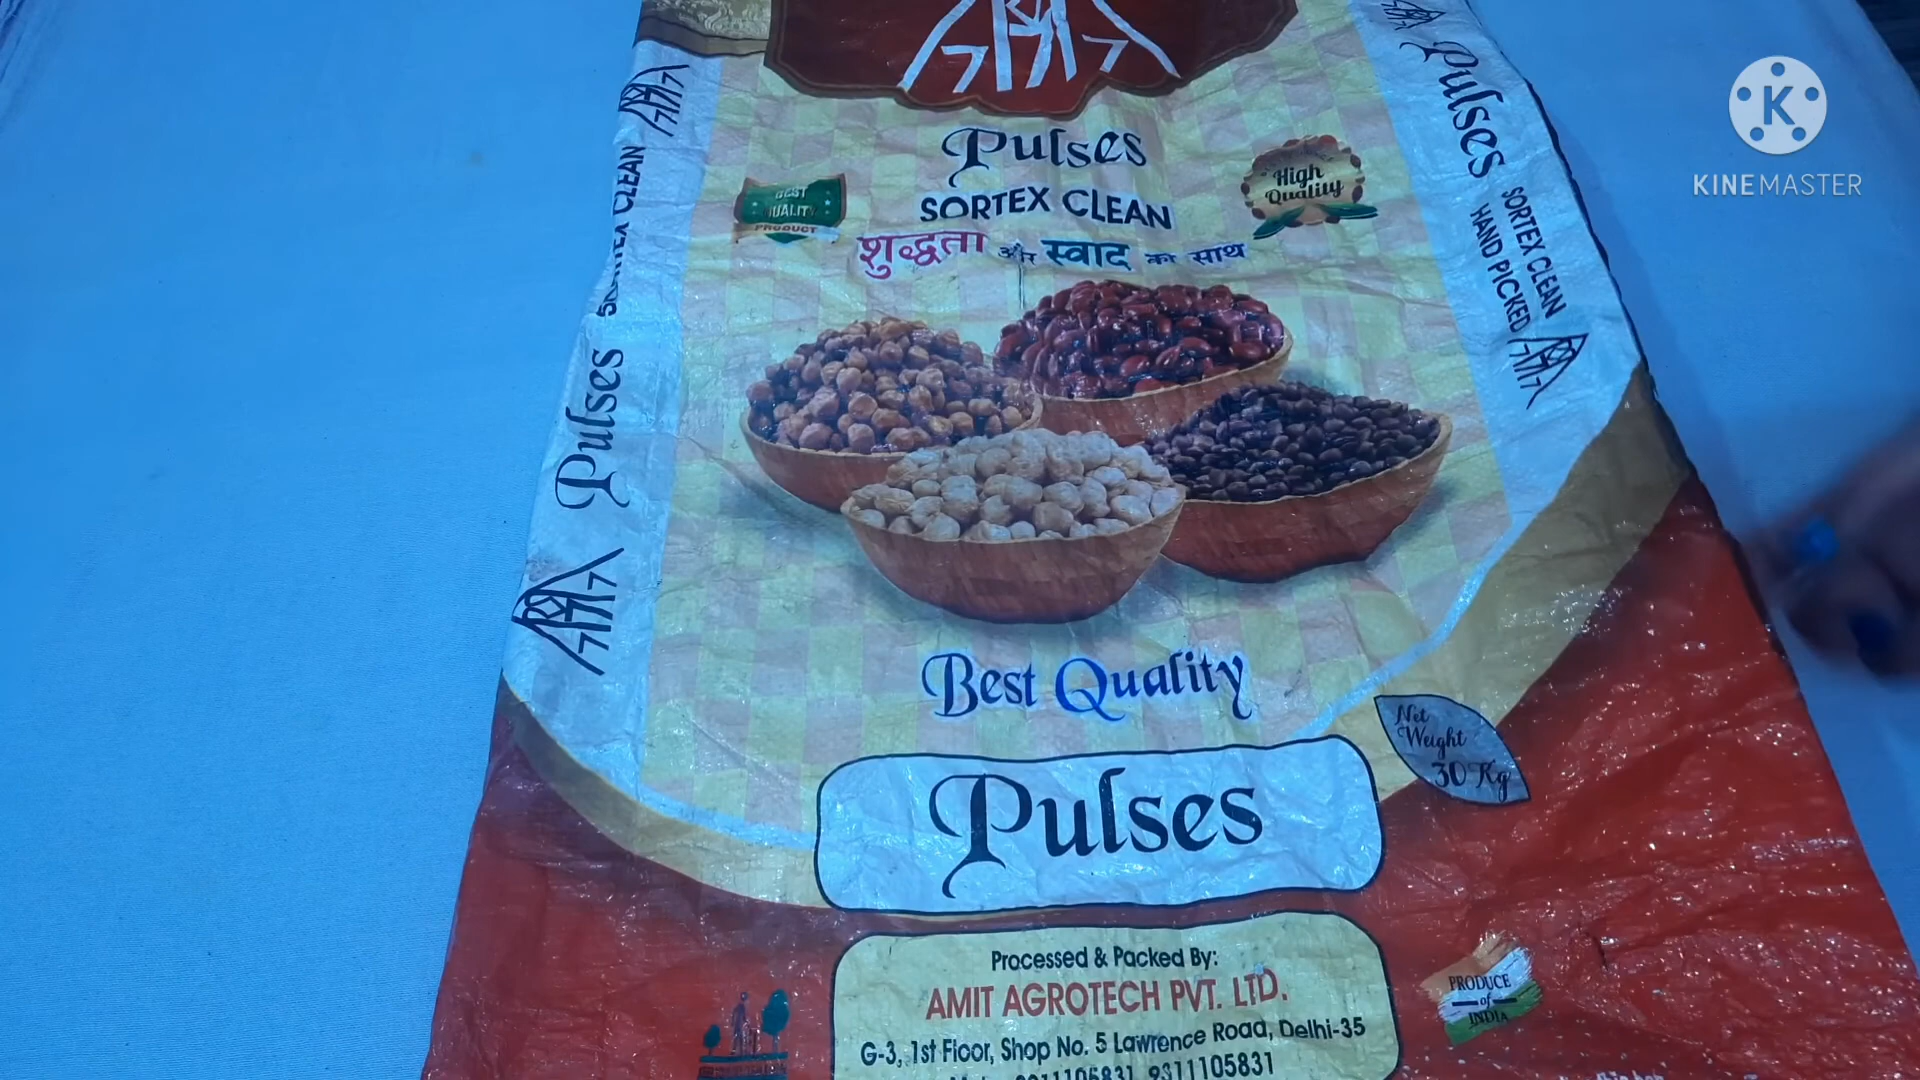 KINEMASTER
Pulses
SORTEX CLEAN
शुद्धता और स्वाद का साथ
BEST
QUALITY
PRODUCT
High
Quality
Pulses
SORTEX CLEAN
Pulses
SORTEX CLEAN
HAND PICKED
Best Quality
Net
Weight
30 Kg
Pulses
Processed & Packed By:
AMIT AGROTECH PVT. LTD.
G-3, 1st Floor, Shop No. 5 Lawrence Road, Delhi-35
9311105831
PRODUCE
of
INDIA